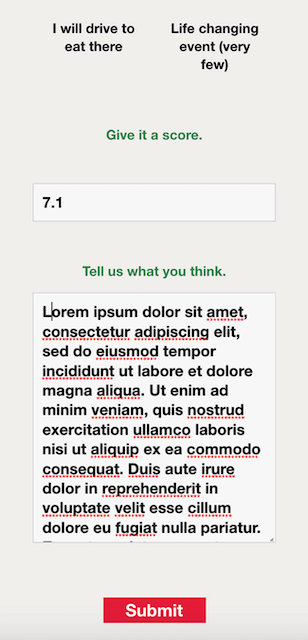 I will drive to
eat there
Life changing
event (very
few)
Give it a score.
7.1
Tell us what you think.
Lorem ipsum dolor sit amet,
consectetur adipiscing elit,
sed do eiusmod tempor
incididunt ut labore et dolore
magna aliqua. Ut enim ad
minim veniam, quis nostrud
exercitation ullamco laboris
nisi ut aliquip ex ea commodo
consequat. Duis aute irure
dolor in reprehenderit in
voluptate velit esse cillum
dolore eu fugiat nulla pariatur.
Submit